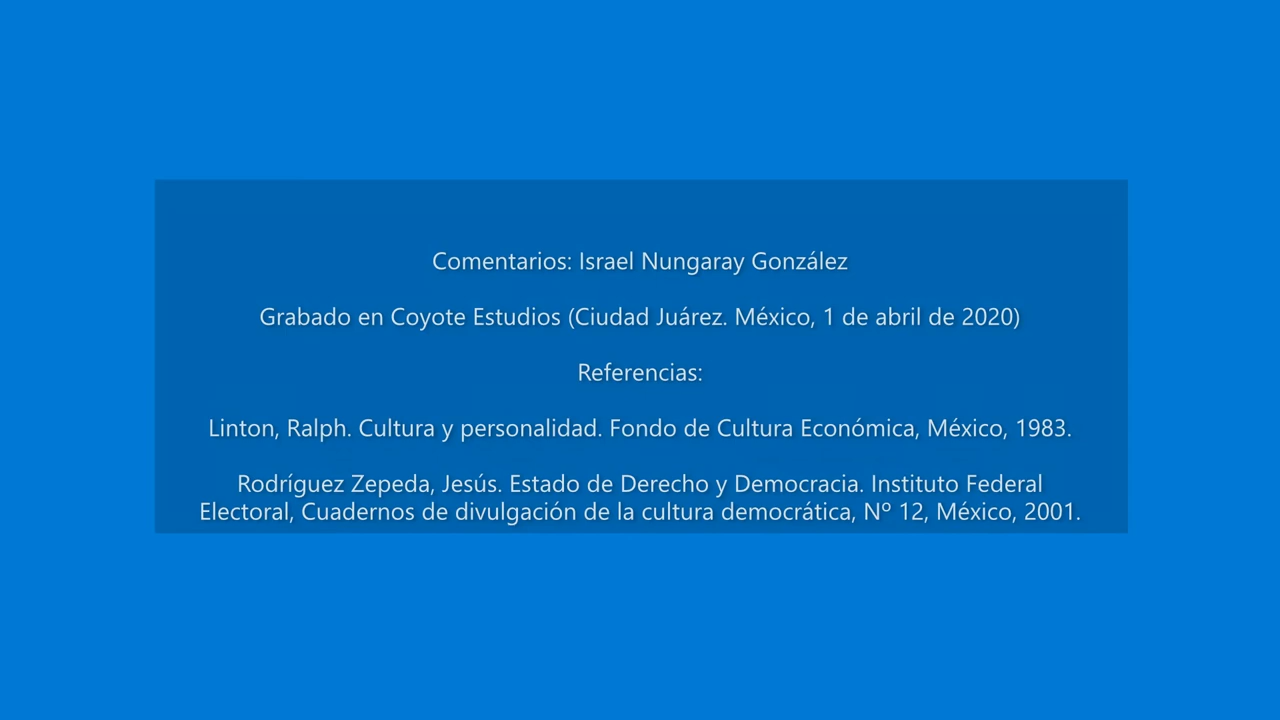 Comentarios: Israel Nungaray González
Grabado en Coyote Estudios (Ciudad Juárez. México, 1 de abril de 2020)
Referencias:
Linton, Ralph. Cultura y personalidad. Fondo de Cultura Económica, México, 1983.
Rodríguez Zepeda, Jesús. Estado de Derecho y Democracia. Instituto Federal
Electoral, Cuadernos de divulgación de la cultura democrática, Nº 12, México, 2001.